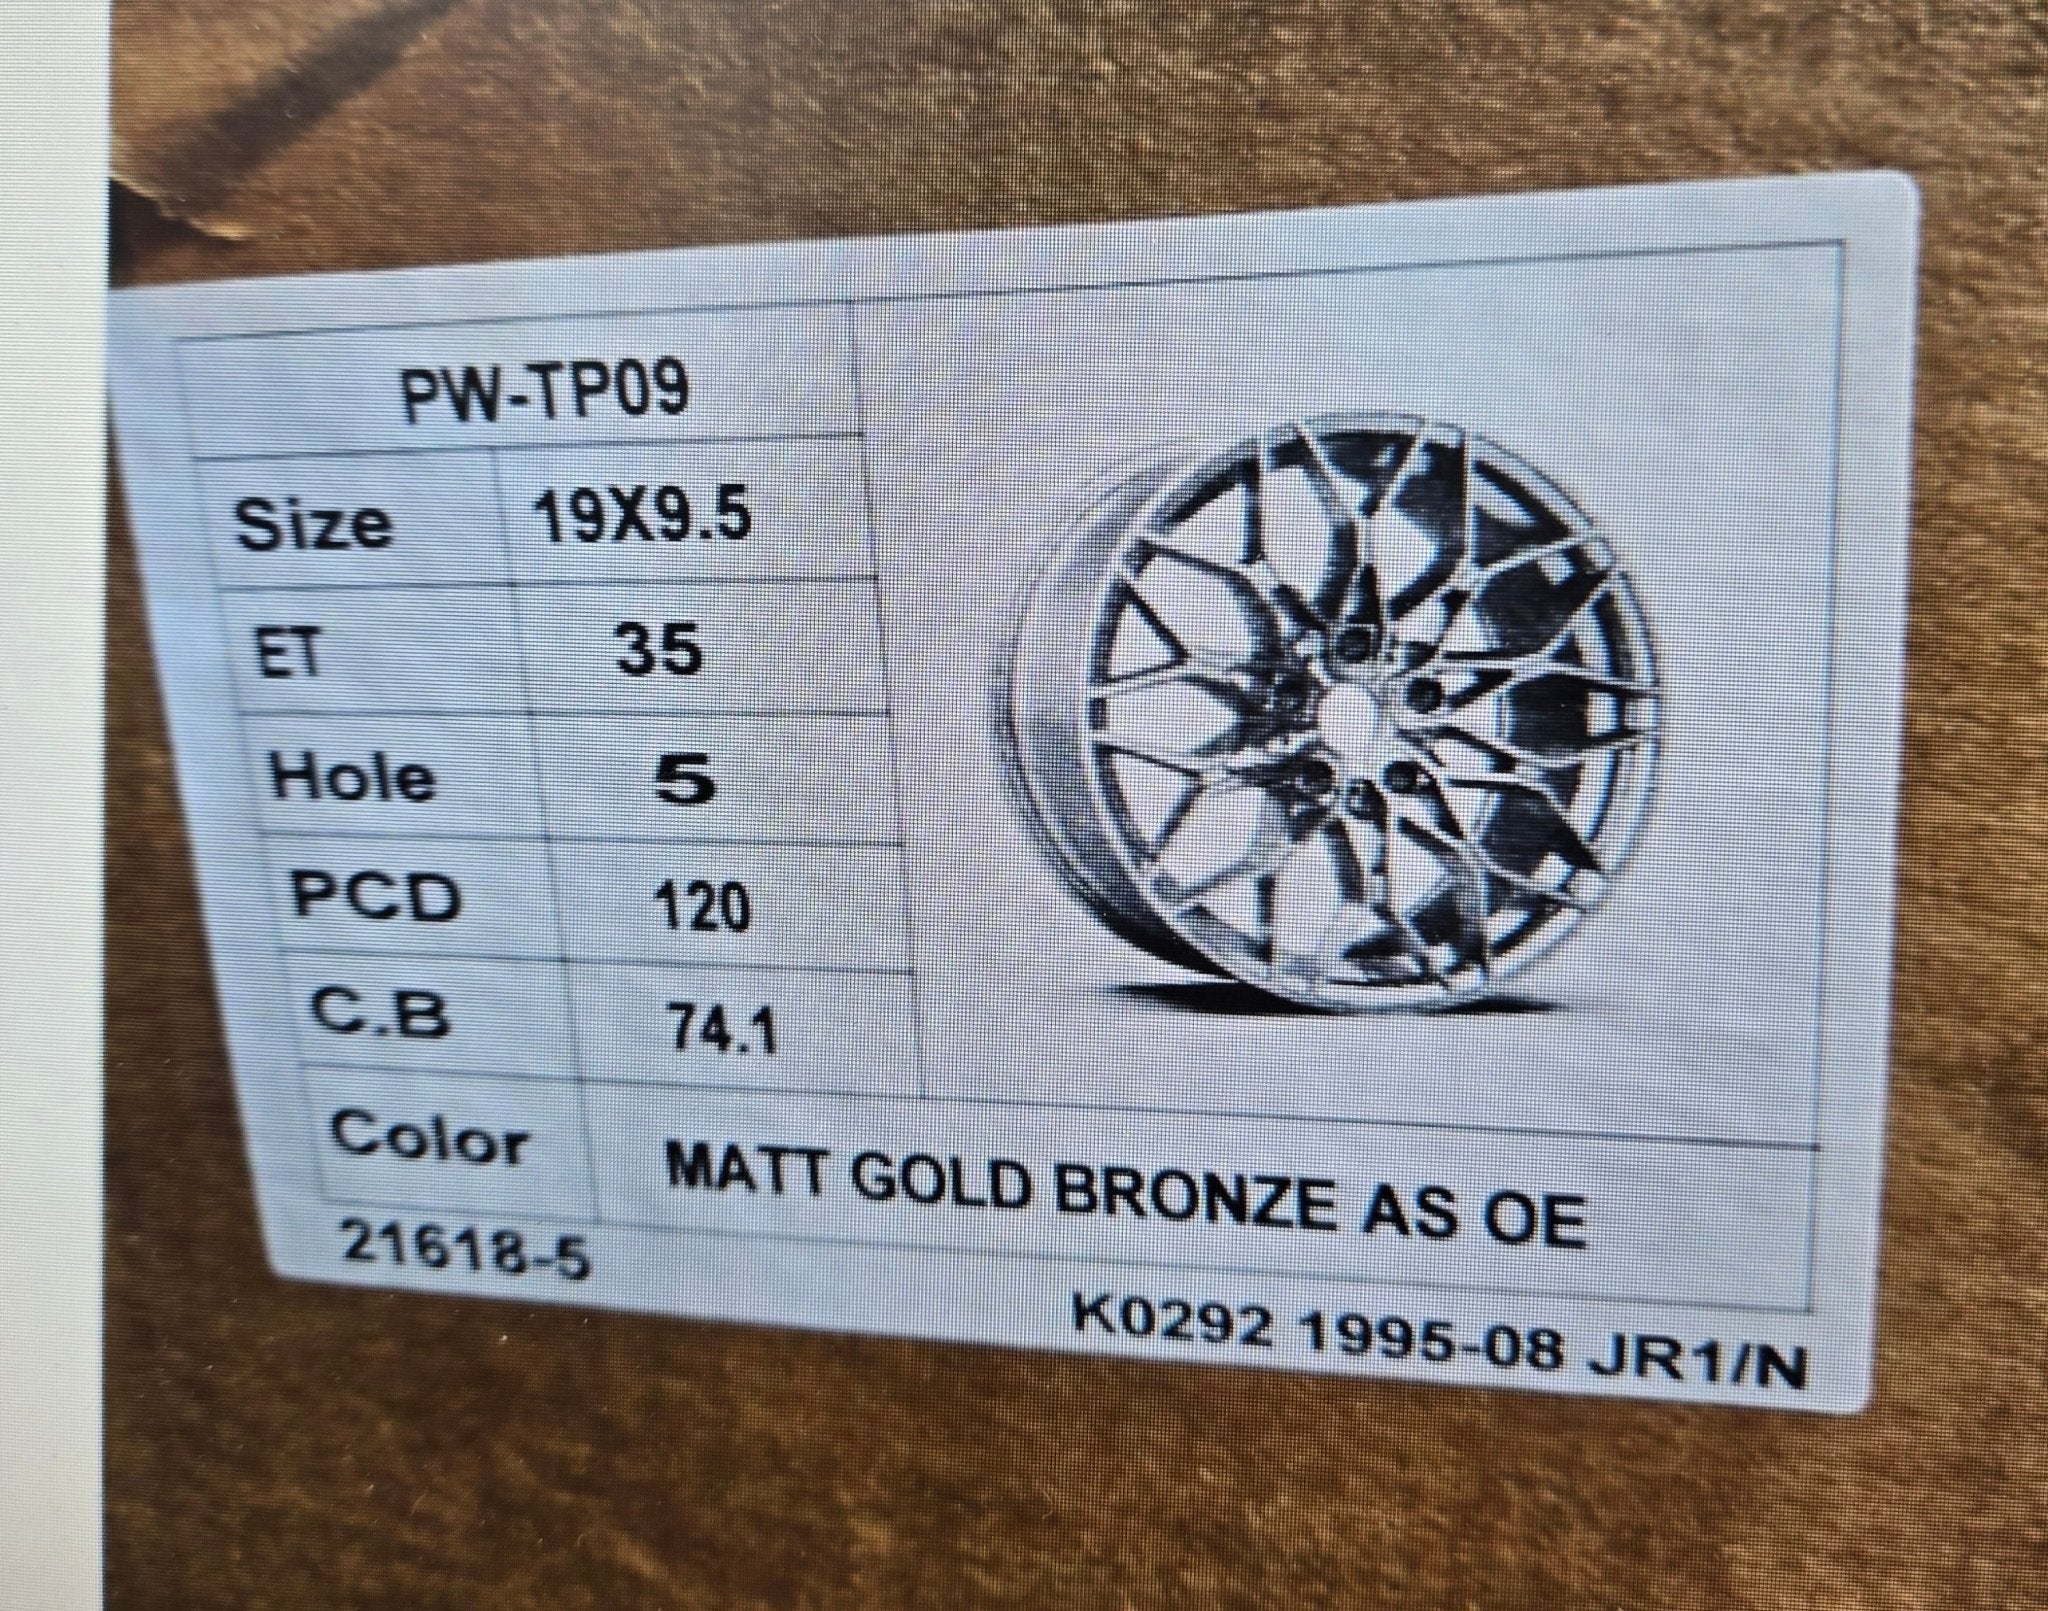 PW-TP09
Size 19X9.5
ET 35
Hole 5
PCD 120
C.B 74.1
Color MATT GOLD BRONZE AS OE
21618-5
K0292 1995-08 JR1/N